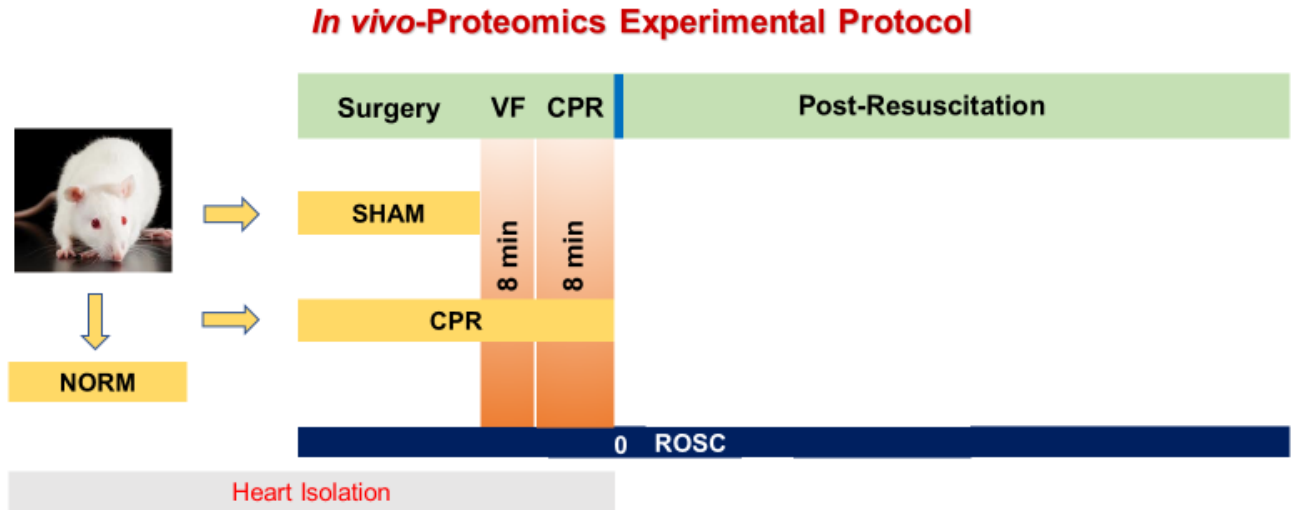 In vivo-Proteomics Experimental Protocol
Surgery VF CPR Post-Resuscitation
SHAM
8 min 8 min
CPR
NORM
0 ROSC
Heart Isolation